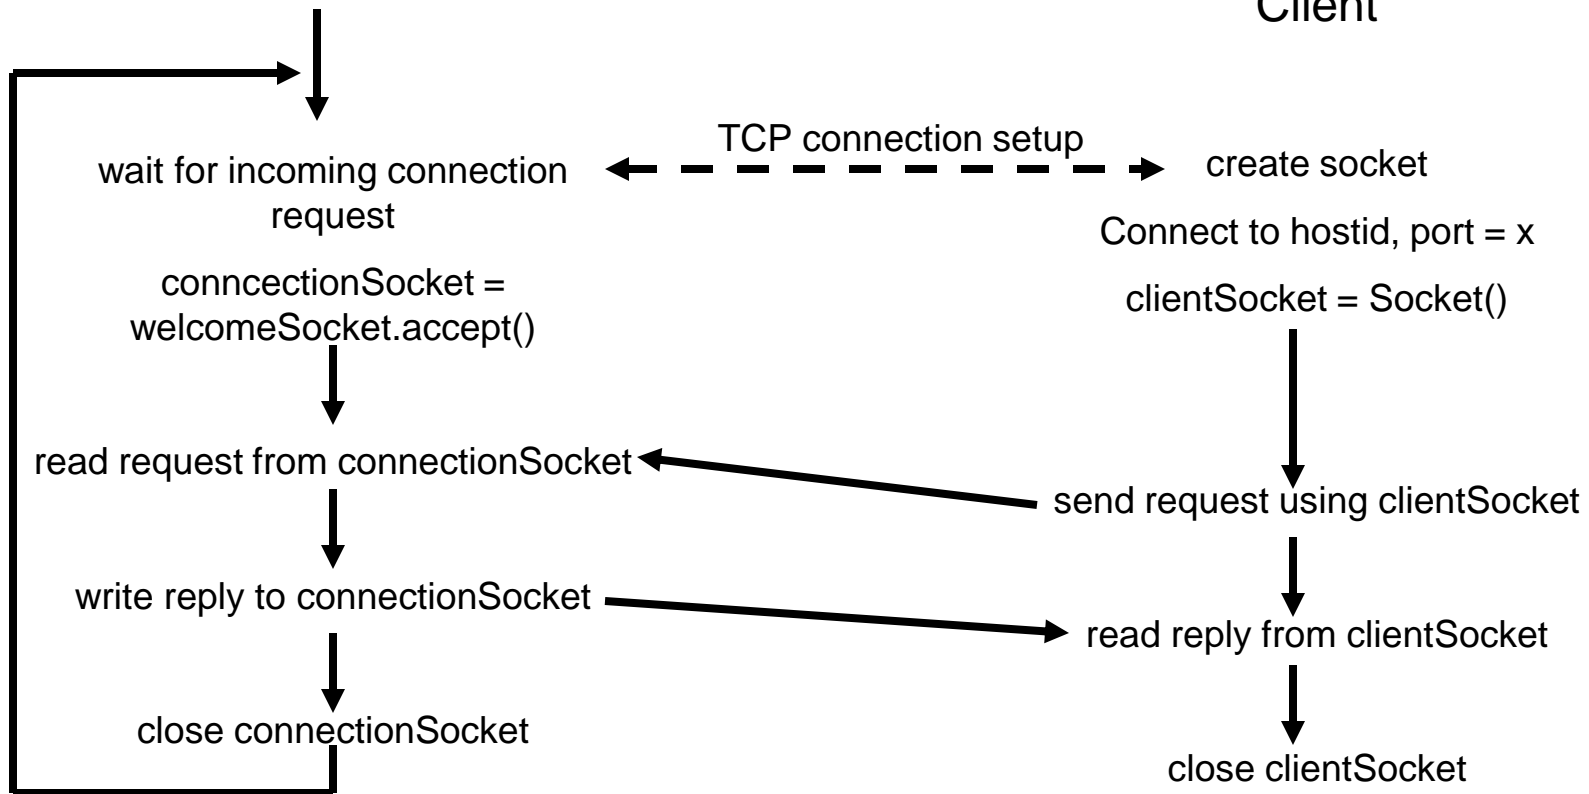 Client
TCP connection setup
wait for incoming connection
request
create socket
Connect to hostid, port = x
conncectionSocket =
welcomeSocket.accept()
clientSocket = Socket()
read request from connectionSocket
send request using clientSocket
write reply to connectionSocket
read reply from clientSocket
close connectionSocket
close clientSocket